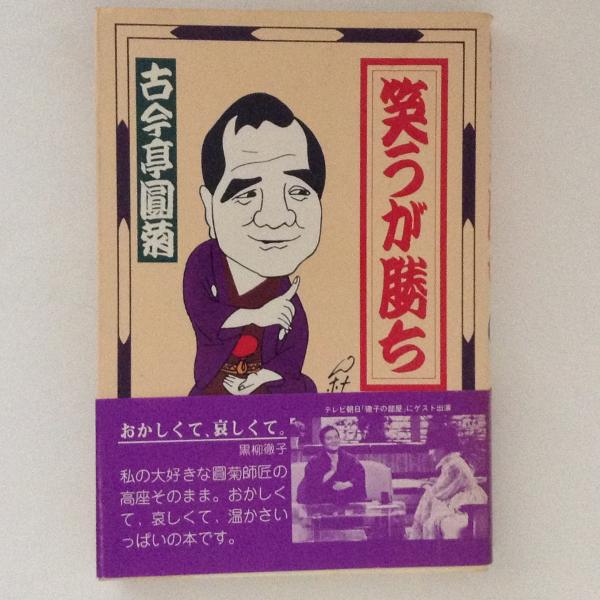 笑うが勝ち
古今亭圓菊
テレビ朝日「徹子の部屋」にゲスト出演
おかしくて、哀しくて。
黒柳徹子
私の大好きな圓菊師匠の
高座そのまま。おかしく
て，哀しくて，温かさい
っぱいの本です。